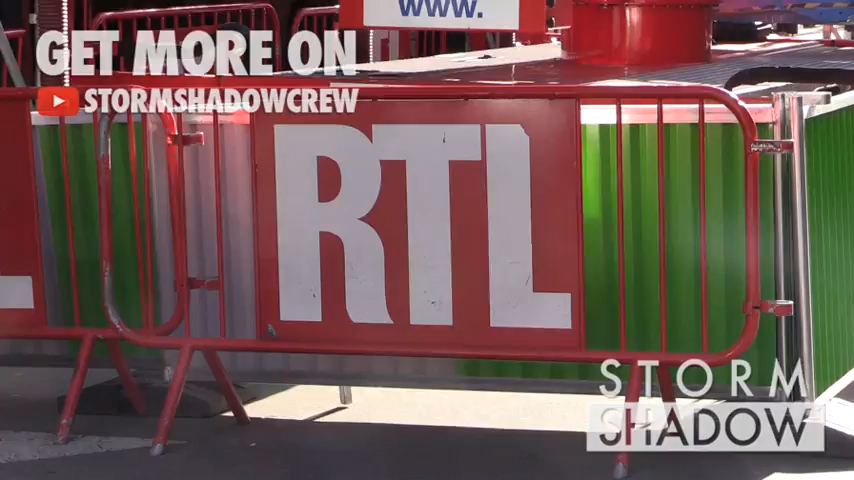 www.
GET MORE ON
STORMSHADOWCREW
RTL
L
STORM
SHADOW